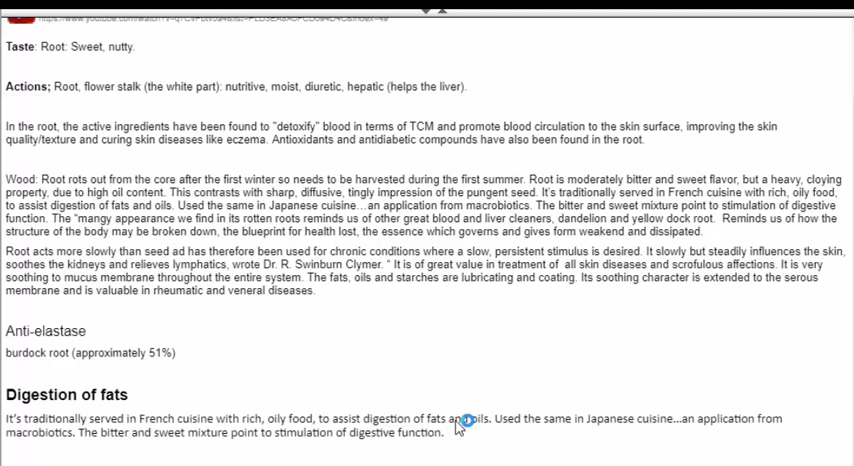 Taste: Root: Sweet, nutty.
Actions; Root, flower stalk (the white part): nutritive, moist, diuretic, hepatic (helps the liver).
In the root, the active ingredients have been found to "detoxify" blood in terms of TCM and promote blood circulation to the skin surface, improving the skin
quality/texture and curing skin diseases like eczema. Antioxidants and antidiabetic compounds have also been found in the root.
Wood: Root rots out from the core after the first winter so needs to be harvested during the first summer. Root is moderately bitter and sweet flavor, but a heavy, cloying
property, due to high oil content. This contrasts with sharp, diffusive, tingly impression of the pungent seed. It's traditionally served in French cuisine with rich, oily food,
to assist digestion of fats and oils. Used the same in Japanese cuisine...an application from macrobiotics. The bitter and sweet mixture point to stimulation of digestive
function. The "mangy appearance we find in its rotten roots reminds us of other great blood and liver cleaners, dandelion and yellow dock root. Reminds us of how the
structure of the body may be broken down, the blueprint for health lost, the essence which governs and gives form weakend and dissipated.
Root acts more slowly than seed ad has therefore been used for chronic conditions where a slow, persistent stimulus is desired. It slowly but steadily influences the skin,
soothes the kidneys and relieves lymphatics, wrote Dr. R. Swinburn Clymer. " It is of great value in treatment of all skin diseases and scrofulous affections. It is very
soothing to mucus membrane throughout the entire system. The fats, oils and starches are lubricating and coating. Its soothing character is extended to the serous
membrane and is valuable in rheumatic and veneral diseases.
Anti-elastase
burdock root (approximately 51%)
Digestion of fats
It's traditionally served in French cuisine with rich, oily food, to assist digestion of fats and oils. Used the same in Japanese cuisine...an application from
macrobiotics. The bitter and sweet mixture point to stimulation of digestive function.